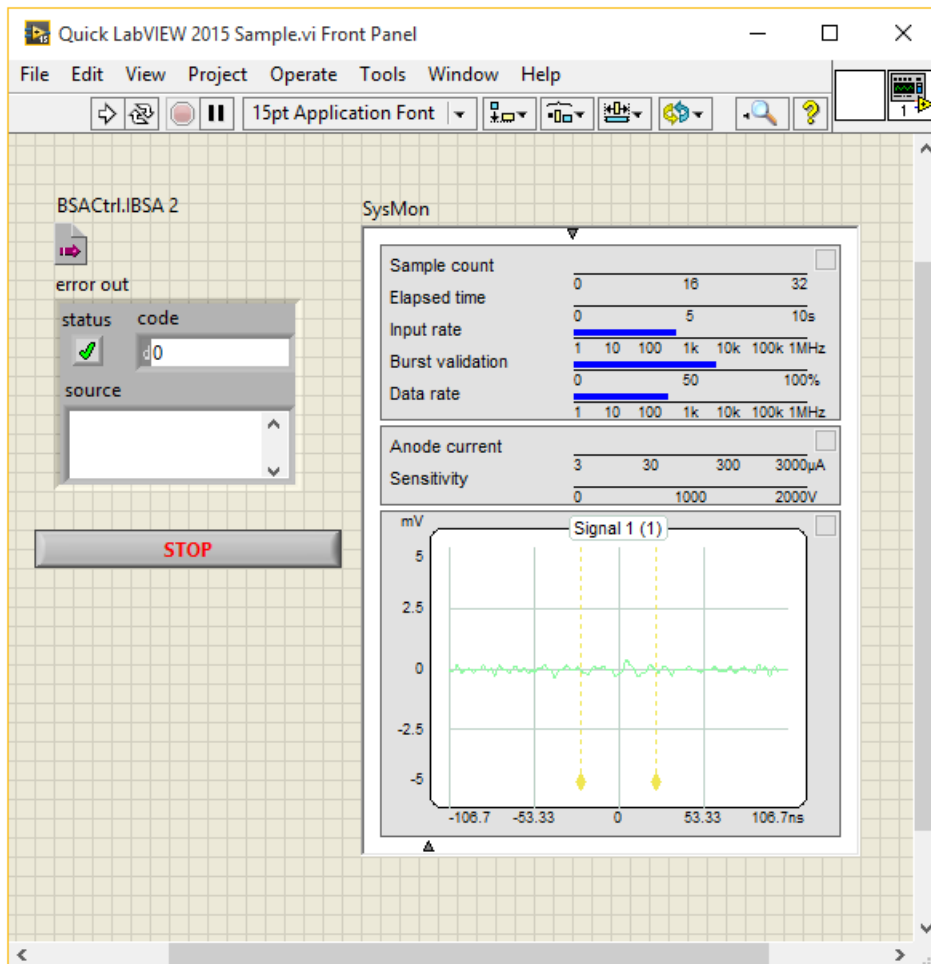 Quick LabVIEW 2015 Sample.vi Front Panel
File Edit View Project Operate Tools Window Help
15pt Application Font
?
1
15
BSACtrl.IBSA 2
error out
status code
d 0
source
STOP
SysMon
Sample count
0 16 32
Elapsed time
0 5 10s
Input rate
1 10 100 1k 10k 100k 1MHz
Burst validation
0 50 100%
Data rate
1 10 100 1k 10k 100k 1MHz
Anode current
3 30 300 3000µA
Sensitivity
0 1000 2000V
mV
Signal 1 (1)
5
2.5
0
-2.5
-5
-106.7 -53.33 0 53.33 106.7ns